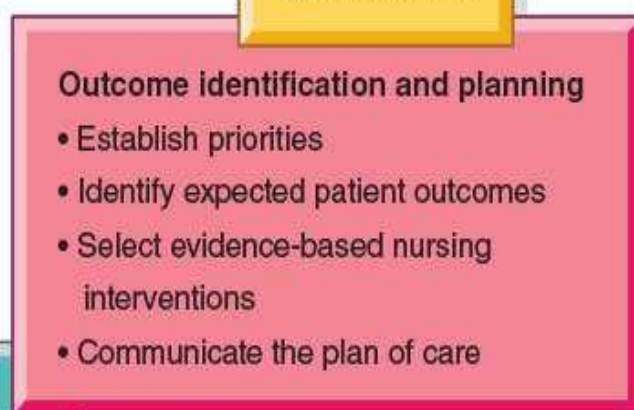 Outcome identification and planning
• Establish priorities
• Identify expected patient outcomes
• Select evidence-based nursing
interventions
• Communicate the plan of care